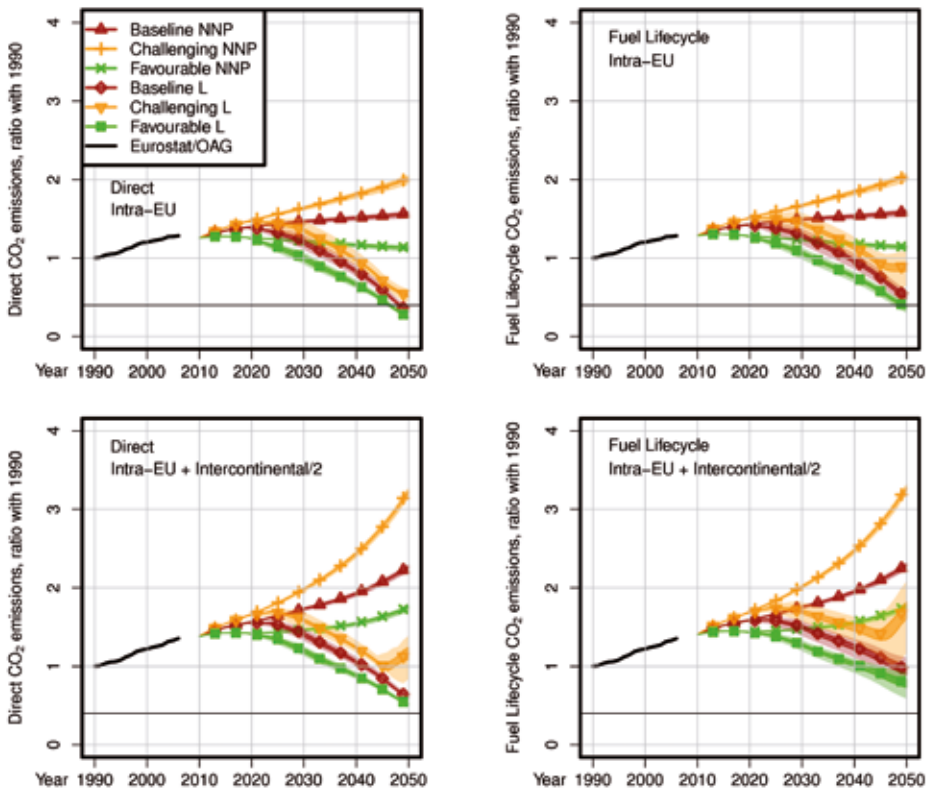 Direct CO2 emissions, ratio with 1990
4
3
2
1
0
Baseline NNP
Challenging NNP
Favourable NNP
Baseline L
Challenging L
Favourable L
Eurostat/OAG
Direct
Intra–EU
Year 1990 2000 2010 2020 2030 2040 2050
Fuel Lifecycle CO2 emissions, ratio with 1990
4
3
2
1
0
Fuel Lifecycle
Intra–EU
Year 1990 2000 2010 2020 2030 2040 2050
Direct CO2 emissions, ratio with 1990
4
3
2
1
0
Direct
Intra–EU + Intercontinental/2
Year 1990 2000 2010 2020 2030 2040 2050
Fuel Lifecycle CO2 emissions, ratio with 1990
4
3
2
1
0
Fuel Lifecycle
Intra–EU + Intercontinental/2
Year 1990 2000 2010 2020 2030 2040 2050